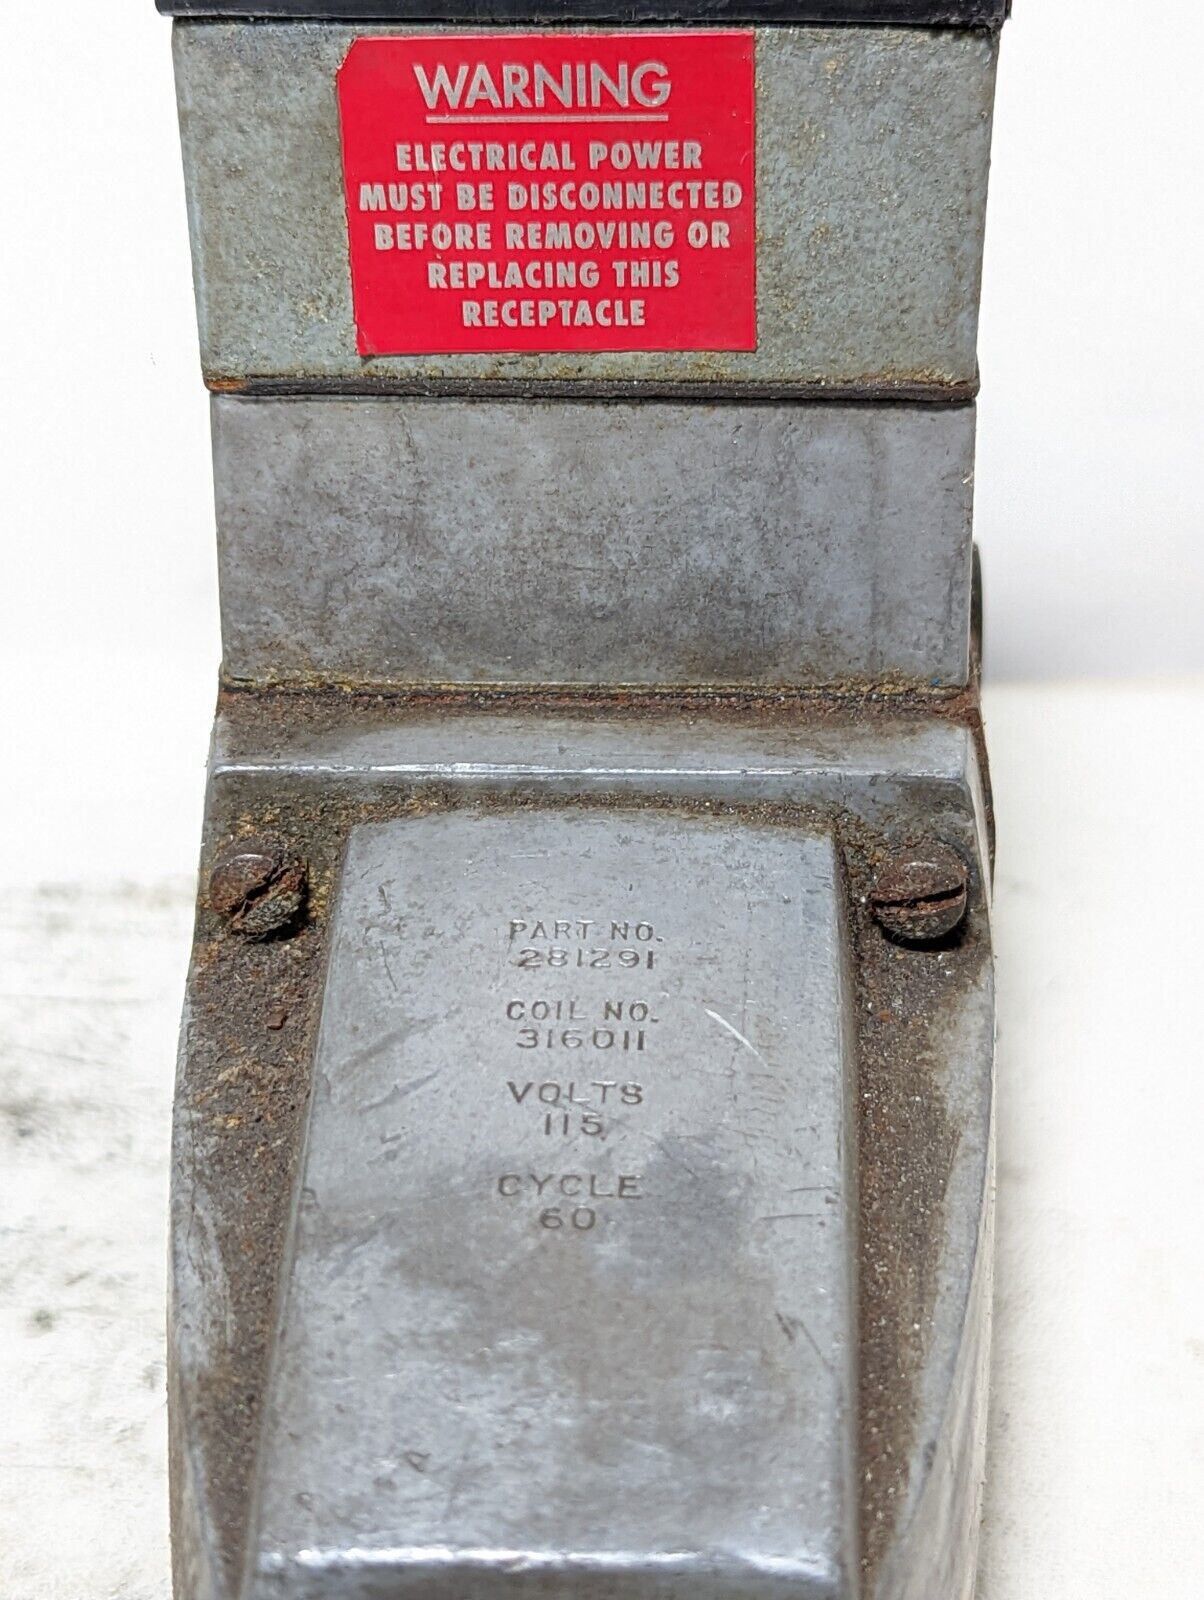 WARNING
ELECTRICAL POWER
MUST BE DISCONNECTED
BEFORE REMOVING OR
REPLACING THIS
RECEPTACLE
PART NO.
281291
COIL NO.
316011
VOLTS
115
CYCLE
60